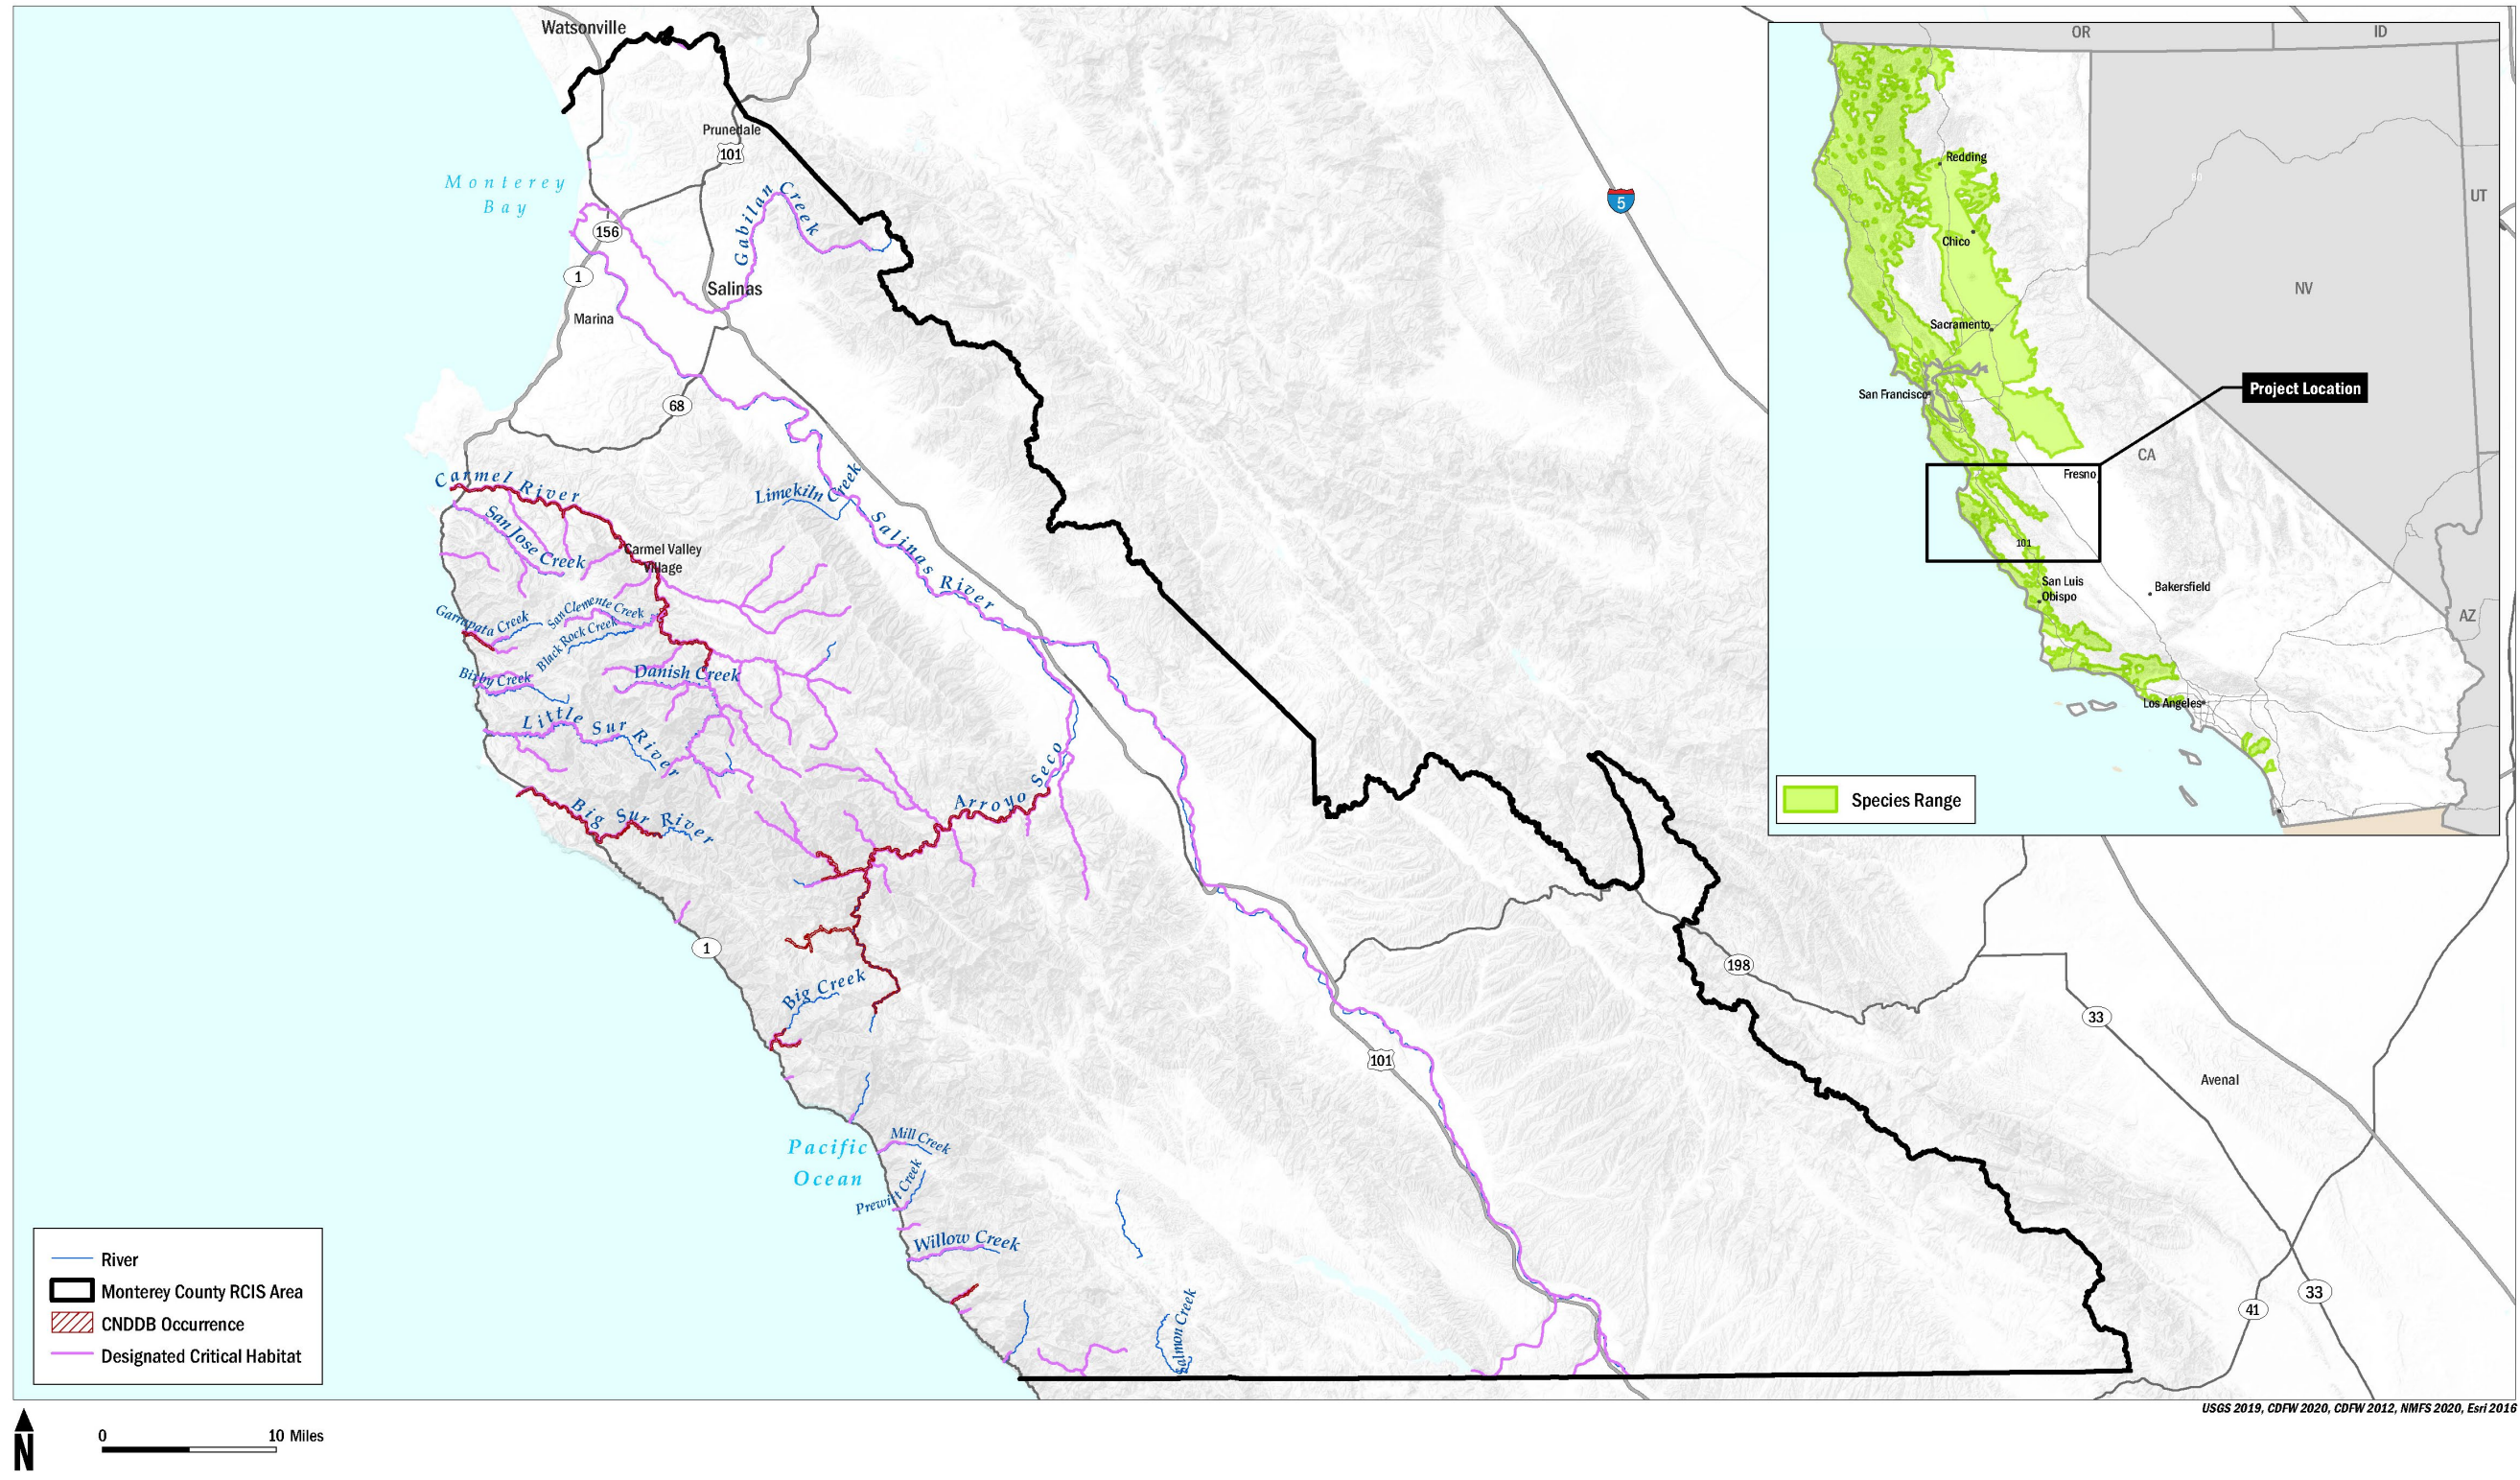 Watsonville
Prunedale
101
Monterey
Bay
Gabilan Creek
156
1
Salinas
Marina
68
Carmel River
Limekiln Creek
San Jose Creek
Salinas River
Carmel Valley
Village
Garrapata Creek
San Clemente Creek
Black Rock Creek
Bixby Creek
Danish Creek
Little Sur River
Arroyo Seco
Big Sur River
1
Big Creek
Pacific
Ocean
Mill Creek
Prewitt Creek
Willow Creek
Salmon Creek
101
198
33
Avenal
41
33
5
OR
ID
Redding
80
UT
Chico
NV
Sacramento
San Francisco
Project Location
CA
Fresno
101
San Luis
Obispo
Bakersfield
AZ
Los Angeles
Species Range
River
Monterey County RCIS Area
CNDDB Occurrence
Designated Critical Habitat
USGS 2019, CDFW 2020, CDFW 2012, NMFS 2020, Esri 2016
N
0 10 Miles